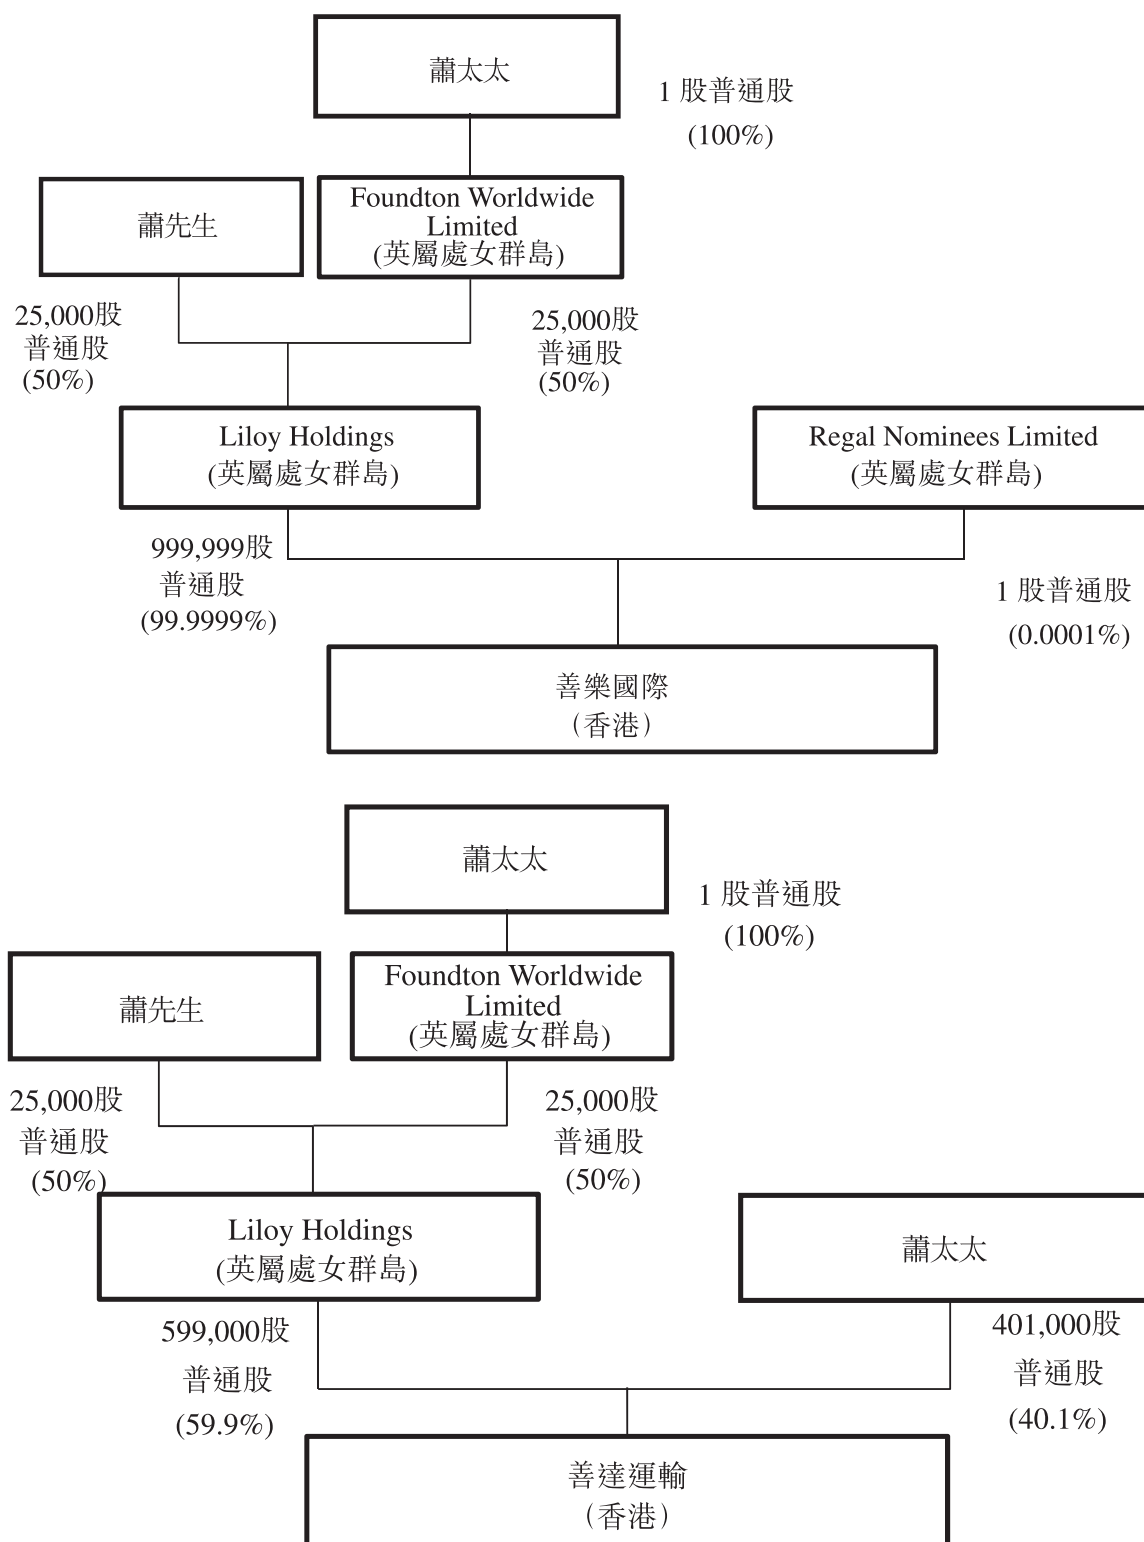 蕭太太
1 股普通股
(100%)
蕭先生
Foundton Worldwide
Limited
(英屬處女群島)
25,000股
普通股
(50%)
25,000股
普通股
(50%)
Liloy Holdings
(英屬處女群島)
Regal Nominees Limited
(英屬處女群島)
999,999股
普通股
(99.9999%)
1 股普通股
(0.0001%)
善樂國際
（香港）
蕭太太
1 股普通股
(100%)
蕭先生
Foundton Worldwide
Limited
(英屬處女群島)
25,000股
普通股
(50%)
25,000股
普通股
(50%)
Liloy Holdings
(英屬處女群島)
蕭太太
599,000股
普通股
(59.9%)
401,000股
普通股
(40.1%)
善達運輸
（香港）